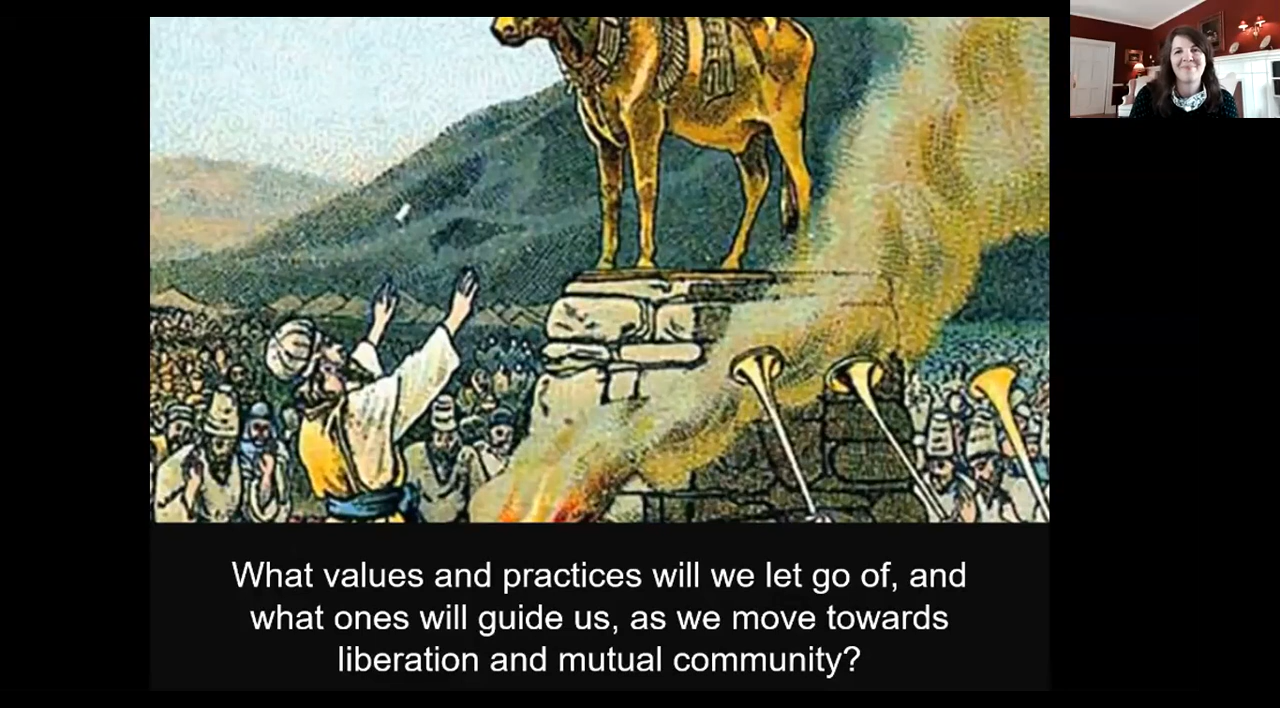 What values and practices will we let go of, and
what ones will guide us, as we move towards
liberation and mutual community?